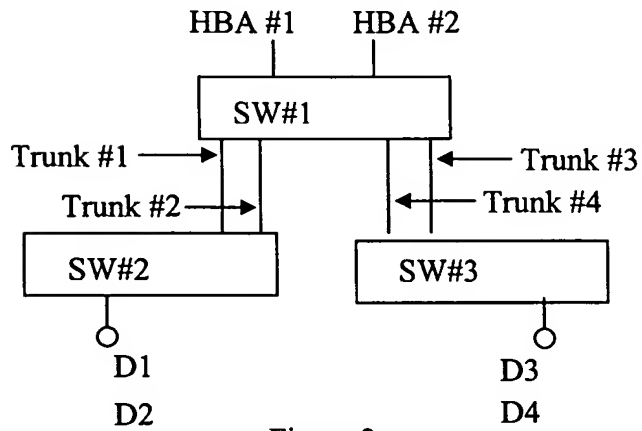 HBA #1 HBA #2
SW#1
Trunk #1 Trunk #3
Trunk #2 Trunk #4
SW#2 SW#3
D1 D3
D2 D4